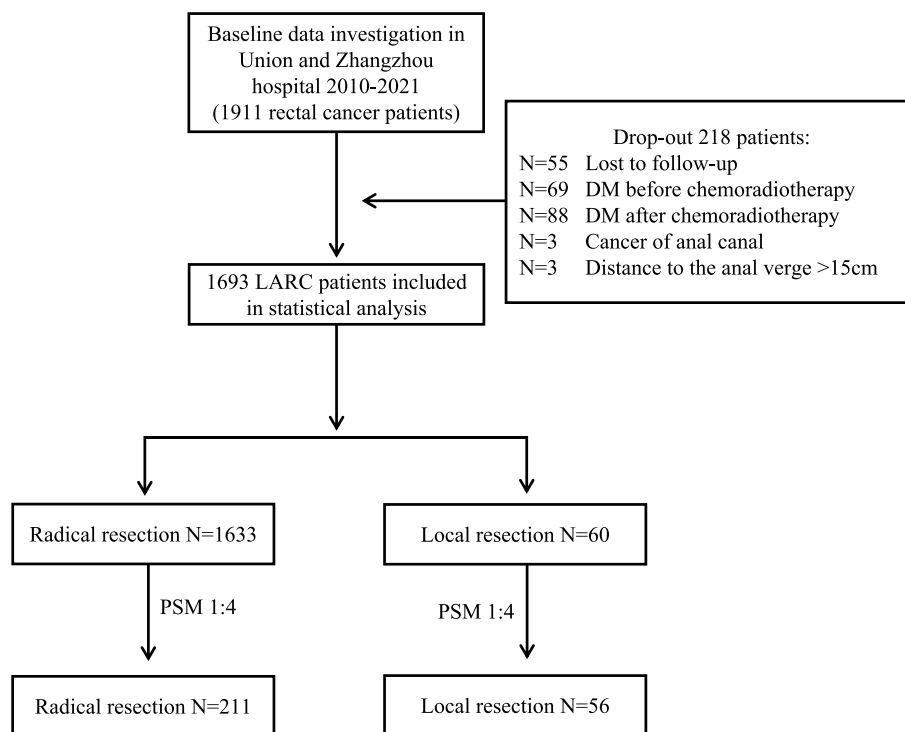 Baseline data investigation in
Union and Zhangzhou
hospital 2010-2021
(1911 rectal cancer patients)
Drop-out 218 patients:
N=55 Lost to follow-up
N=69 DM before chemoradiotherapy
N=88 DM after chemoradiotherapy
N=3 Cancer of anal canal
N=3 Distance to the anal verge >15cm
1693 LARC patients included
in statistical analysis
Radical resection N=1633
Local resection N=60
PSM 1:4
PSM 1:4
Radical resection N=211
Local resection N=56